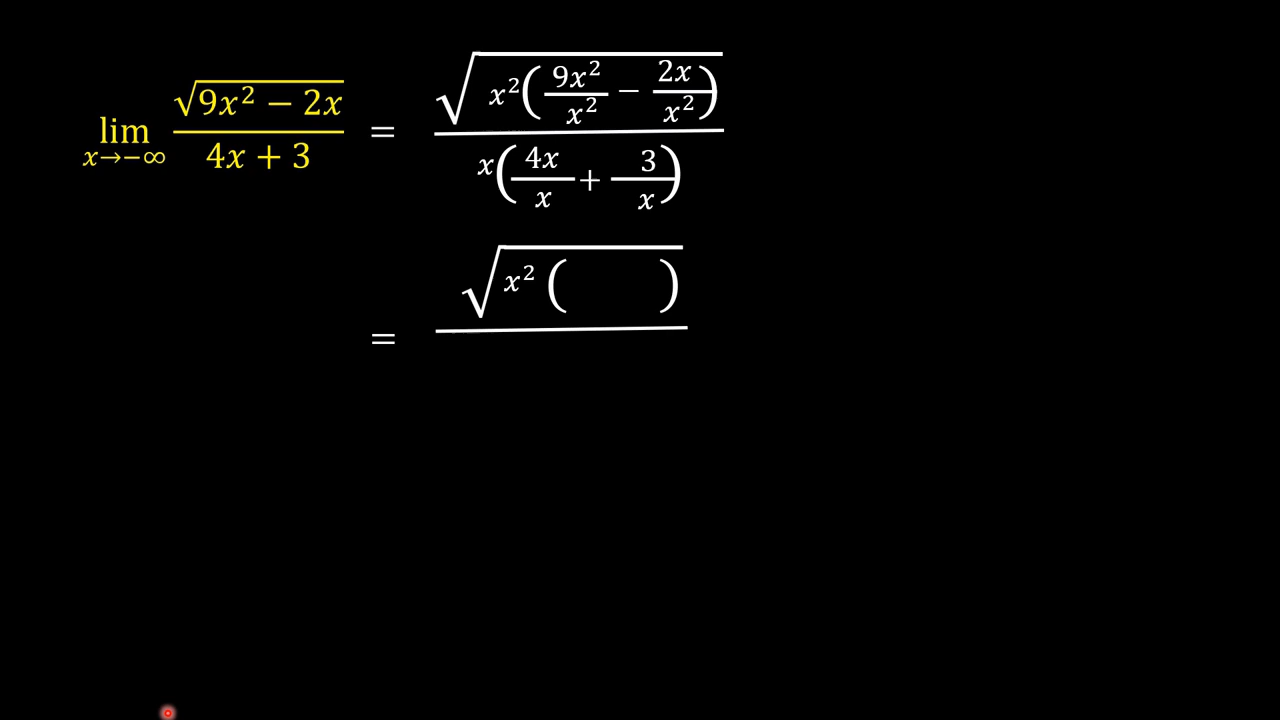 lim x→−∞ √(9x² − 2x) / (4x + 3) = √( x² ( 9x²/x² − 2x/x² ) ) / x ( 4x/x + 3/x )
= √( x² (      ) )